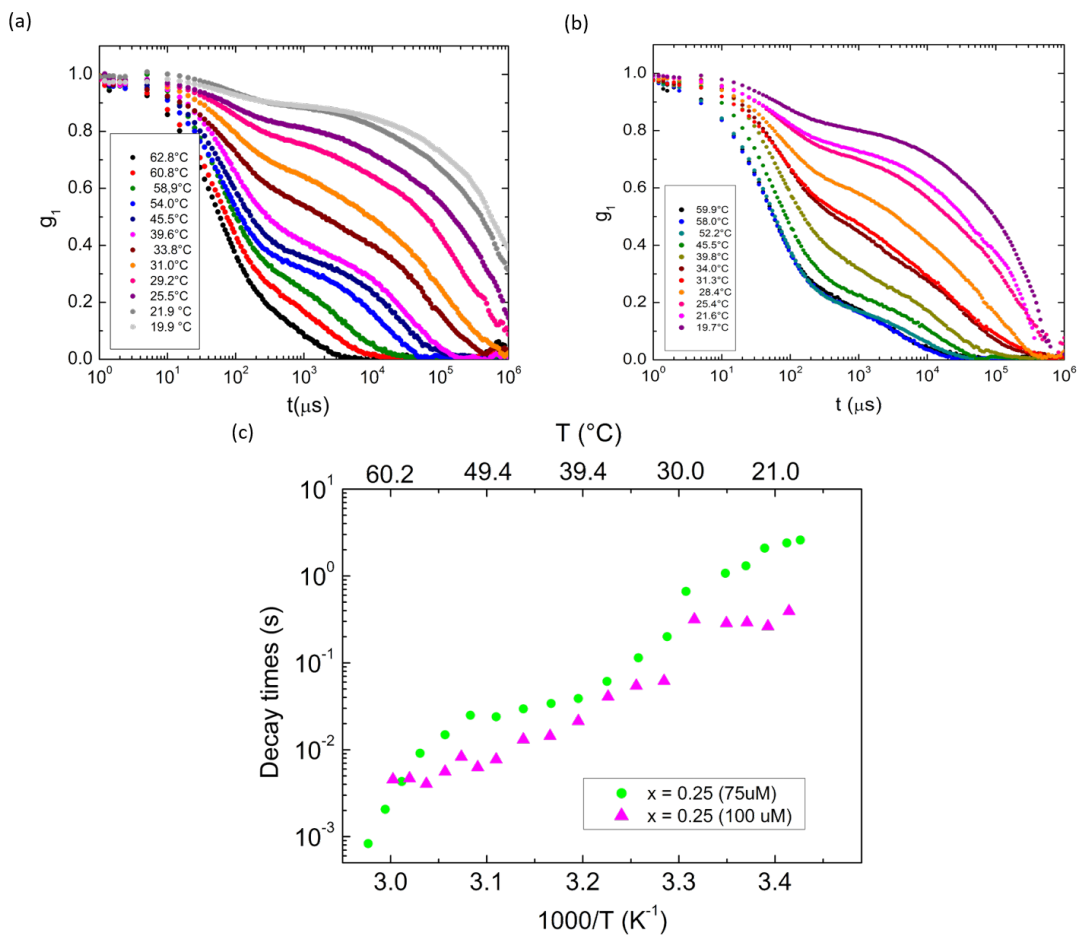 (a)
1.0
0.8
0.6
0.4
0.2
0.0
g1
62.8°C
60.8°C
58,9°C
54.0°C
45.5°C
39.6°C
33.8°C
31.0°C
29.2°C
25.5°C
21.9 °C
19.9 °C
10^0 10^1 10^2 10^3 10^4 10^5 10^6
t(μs)
(b)
1.0
0.8
0.6
0.4
0.2
0.0
g1
59.9°C
58.0°C
52.2°C
45.5°C
39.8°C
34.0°C
31.3°C
28.4°C
25.4°C
21.6°C
19.7°C
10^0 10^1 10^2 10^3 10^4 10^5 10^6
t (μs)
(c)
T (°C)
60.2 49.4 39.4 30.0 21.0
10^1
10^0
10^-1
10^-2
10^-3
Decay times (s)
x = 0.25 (75uM)
x = 0.25 (100 uM)
3.0 3.1 3.2 3.3 3.4
1000/T (K^-1)